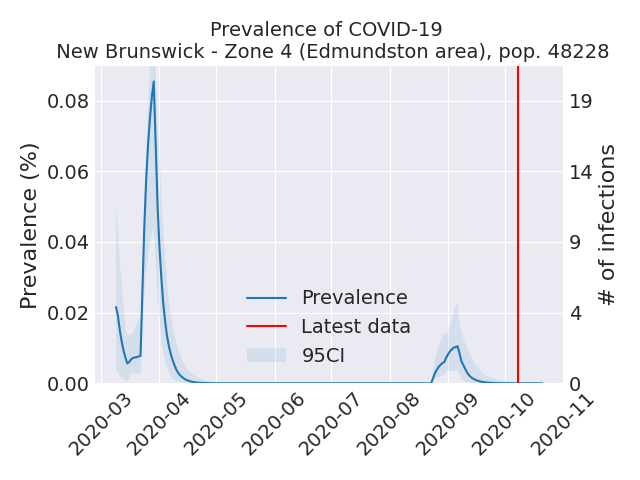 Prevalence of COVID-19
New Brunswick - Zone 4 (Edmundston area), pop. 48228
Prevalence (%)
0.08
0.06
0.04
0.02
0.00
19
14
9
4
0
# of infections
Prevalence
Latest data
95CI
2020-03
2020-04
2020-05
2020-06
2020-07
2020-08
2020-09
2020-10
2020-11